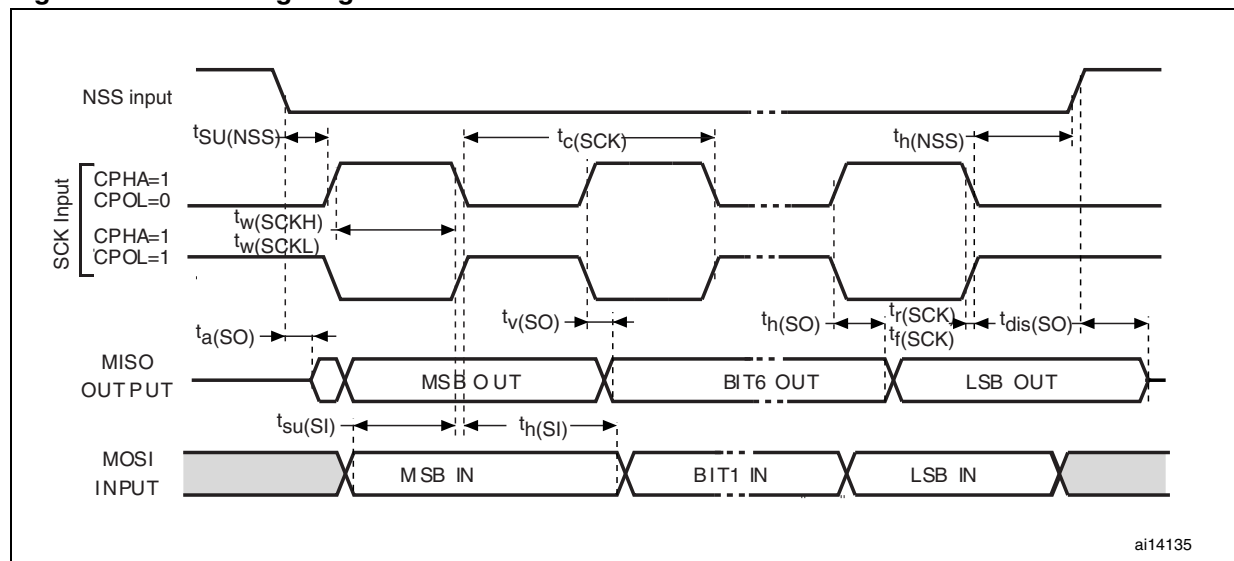 NSS input
tSU(NSS)
tc(SCK)
th(NSS)
SCK Input
CPHA=1
CPOL=0
tw(SCKH)
tw(SCKL)
CPHA=1
CPOL=1
ta(SO)
tv(SO)
th(SO)
tr(SCK)
tf(SCK)
tdis(SO)
MISO
OUTPUT
MSB OUT
BIT6 OUT
LSB OUT
tsu(SI)
th(SI)
MOSI
INPUT
MSB IN
BIT1 IN
LSB IN
ai14135